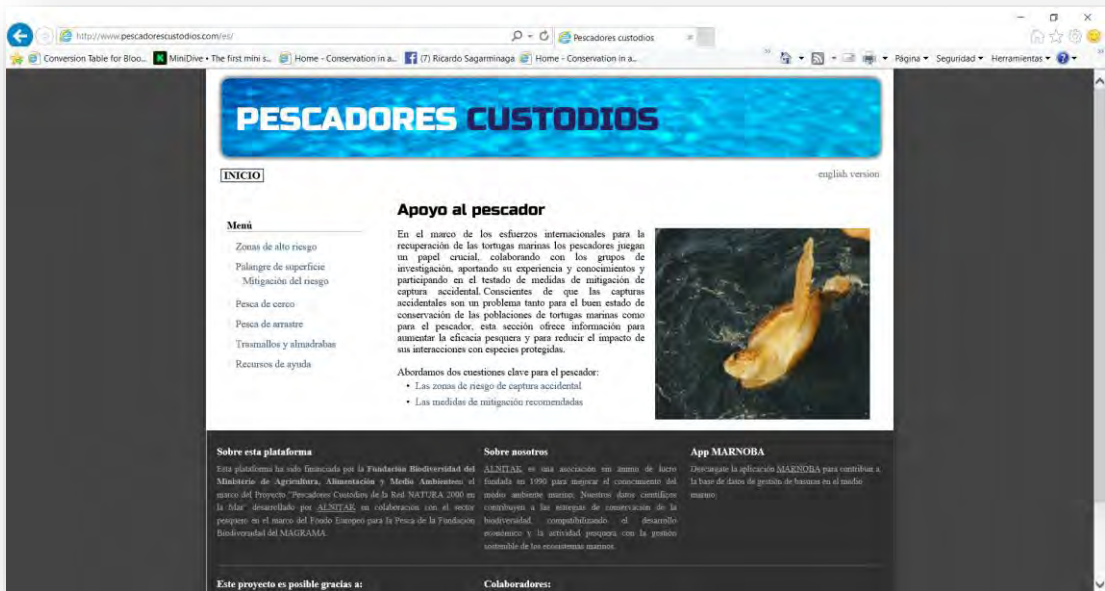 http://www.pescadorescustodios.com/es/
Pescadores custodios
Conversion Table for Bloo...
MiniDive • The first mini s...
Home - Conservation in a...
(7) Ricardo Sagarminaga
Home - Conservation in a...
Página
Seguridad
Herramientas
PESCADORES CUSTODIOS
INICIO
english version
Menú
Zonas de alto riesgo
Palangre de superficie
Mitigación del riesgo
Pesca de cerco
Pesca de arrastre
Trasmallos y almadrabas
Recursos de ayuda
Apoyo al pescador
En el marco de los esfuerzos internacionales para la
recuperación de las tortugas marinas los pescadores juegan
un papel crucial, colaborando con los grupos de
investigación, aportando su experiencia y conocimientos y
participando en el testado de medidas de mitigación de
captura accidental. Conscientes de que las capturas
accidentales son un problema tanto para el buen estado de
conservación de las poblaciones de tortugas marinas como
para el pescador, esta sección ofrece información para
aumentar la eficacia pesquera y para reducir el impacto de
sus interacciones con especies protegidas.
Abordamos dos cuestiones clave para el pescador:
• Las zonas de riesgo de captura accidental
• Las medidas de mitigación recomendadas
Sobre esta plataforma
Esta plataforma ha sido financiada por la Fundación Biodiversidad del
Ministerio de Agricultura, Alimentación y Medio Ambienteen el
marco del Proyecto "Pescadores Custodios de la Red NATURA 2000 en
la Mar" desarrollado por ALNITAK en colaboración con el sector
pesquero en el marco del Fondo Europeo para la Pesca de la Fundación
Biodiversidad del MAGRAMA.
Sobre nosotros
ALNITAK es una asociación sin animo de lucro
fundada en 1990 para mejorar el conocimiento del
medio ambiente marino. Nuestros datos científicos
contribuyen a las estrategias de conservación de la
biodiversidad, compatibilizando el desarrollo
económico y la actividad pesquera con la gestión
sostenible de los ecosistemas marinos.
App MARNOBA
Descargate la aplicación MARNOBA para contribuir a
la base de datos de gestión de basuras en el medio
marino.
Este proyecto es posible gracias a:
Colaboradores: